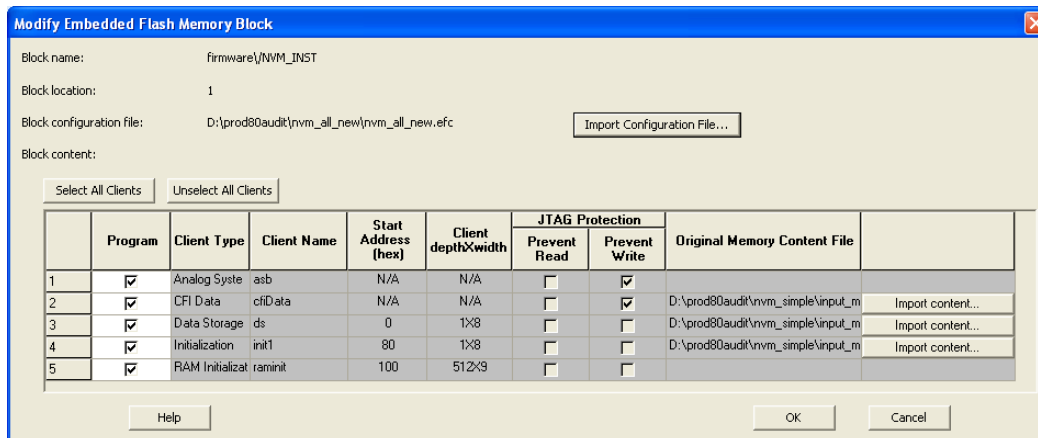 Modify Embedded Flash Memory Block
Block name: firmware\/NVM_INST
Block location: 1
Block configuration file: D:\prod80audit\nvm_all_new\nvm_all_new.efc Import Configuration File...
Block content:
Select All Clients Unselect All Clients
Program Client Type Client Name Start Address (hex) Client depthXwidth JTAG Protection Prevent Read Prevent Write Original Memory Content File
1 Analog Syste asb N/A N/A
2 CFI Data cfiData N/A N/A D:\prod80audit\nvm_simple\input_m Import content...
3 Data Storage ds 0 1X8 D:\prod80audit\nvm_simple\input_m Import content...
4 Initialization init1 80 1X8 D:\prod80audit\nvm_simple\input_m Import content...
5 RAM Initializat raminit 100 512X9
Help OK Cancel